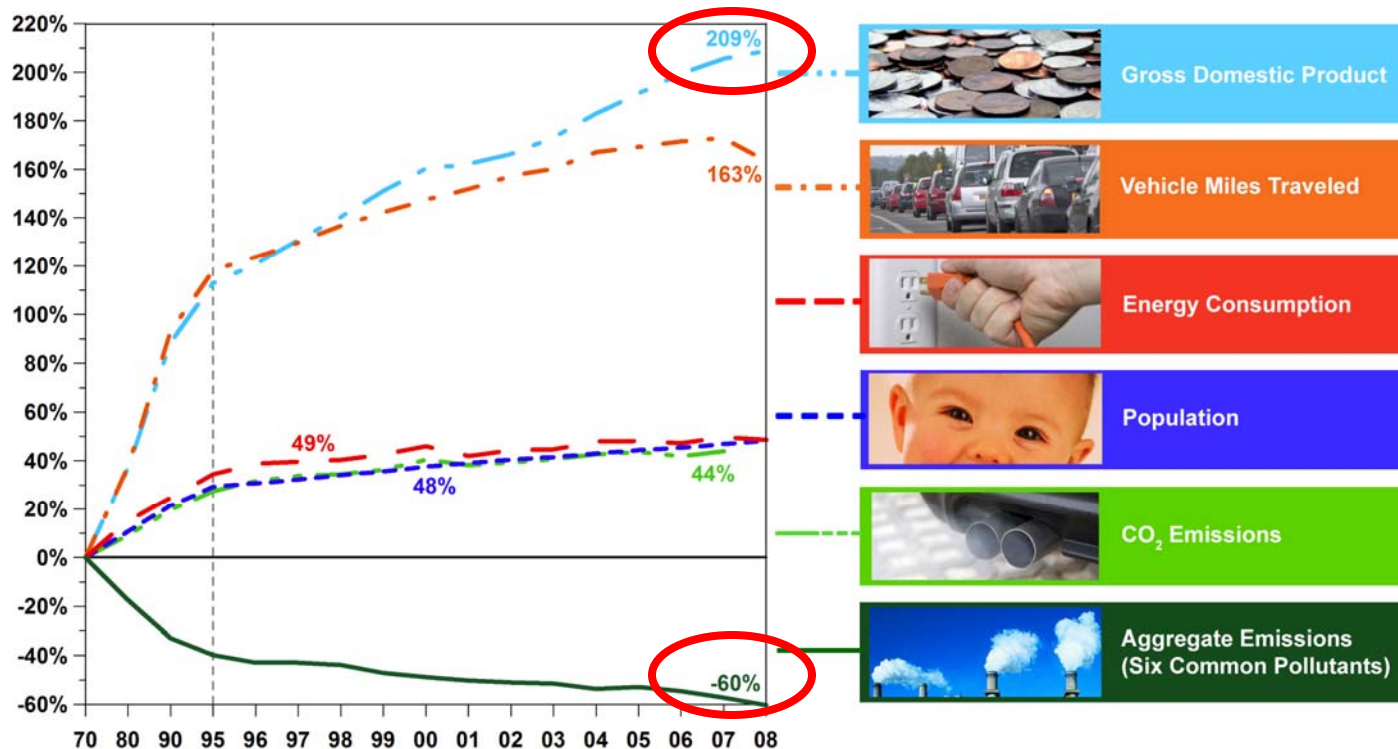 220%
200%
180%
160%
140%
120%
100%
80%
60%
40%
20%
0%
-20%
-40%
-60%
209%
163%
49%
48%
44%
-60%
70 80 90 95 96 97 98 99 00 01 02 03 04 05 06 07 08
Gross Domestic Product
Vehicle Miles Traveled
Energy Consumption
Population
CO₂ Emissions
Aggregate Emissions
(Six Common Pollutants)